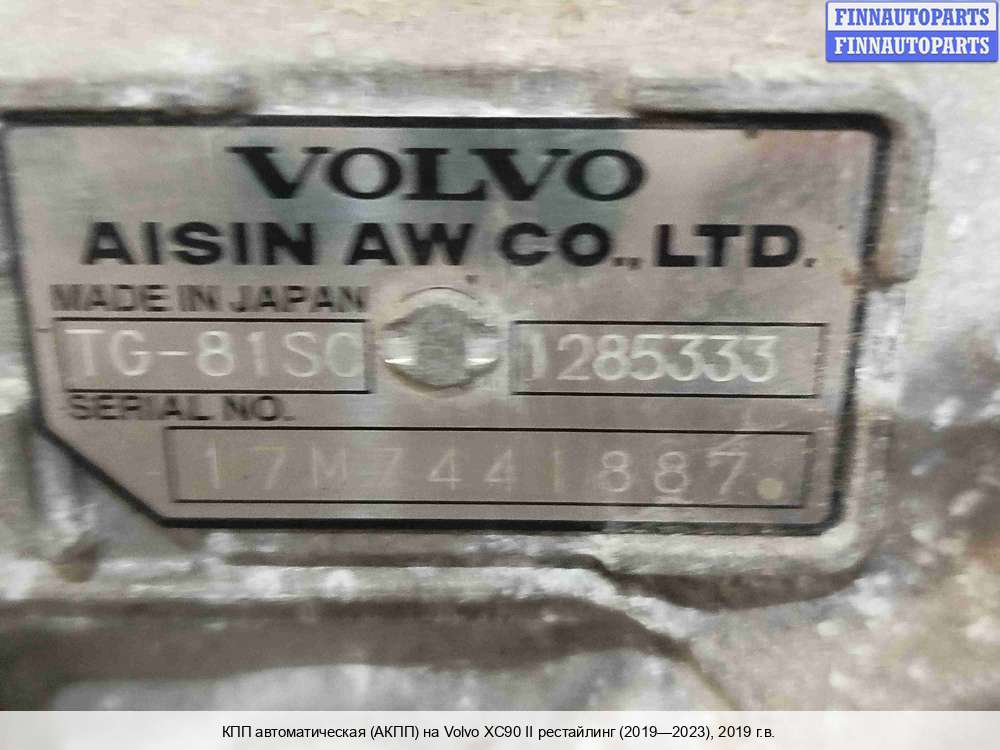 FINNAUTOPARTS
FINNAUTOPARTS
VOLVO
AISIN AW CO., LTD.
MADE IN JAPAN
TG-81SC 1285333
SERIAL NO.
17M7441887
КПП автоматическая (АКПП) на Volvo XC90 II рестайлинг (2019—2023), 2019 г.в.